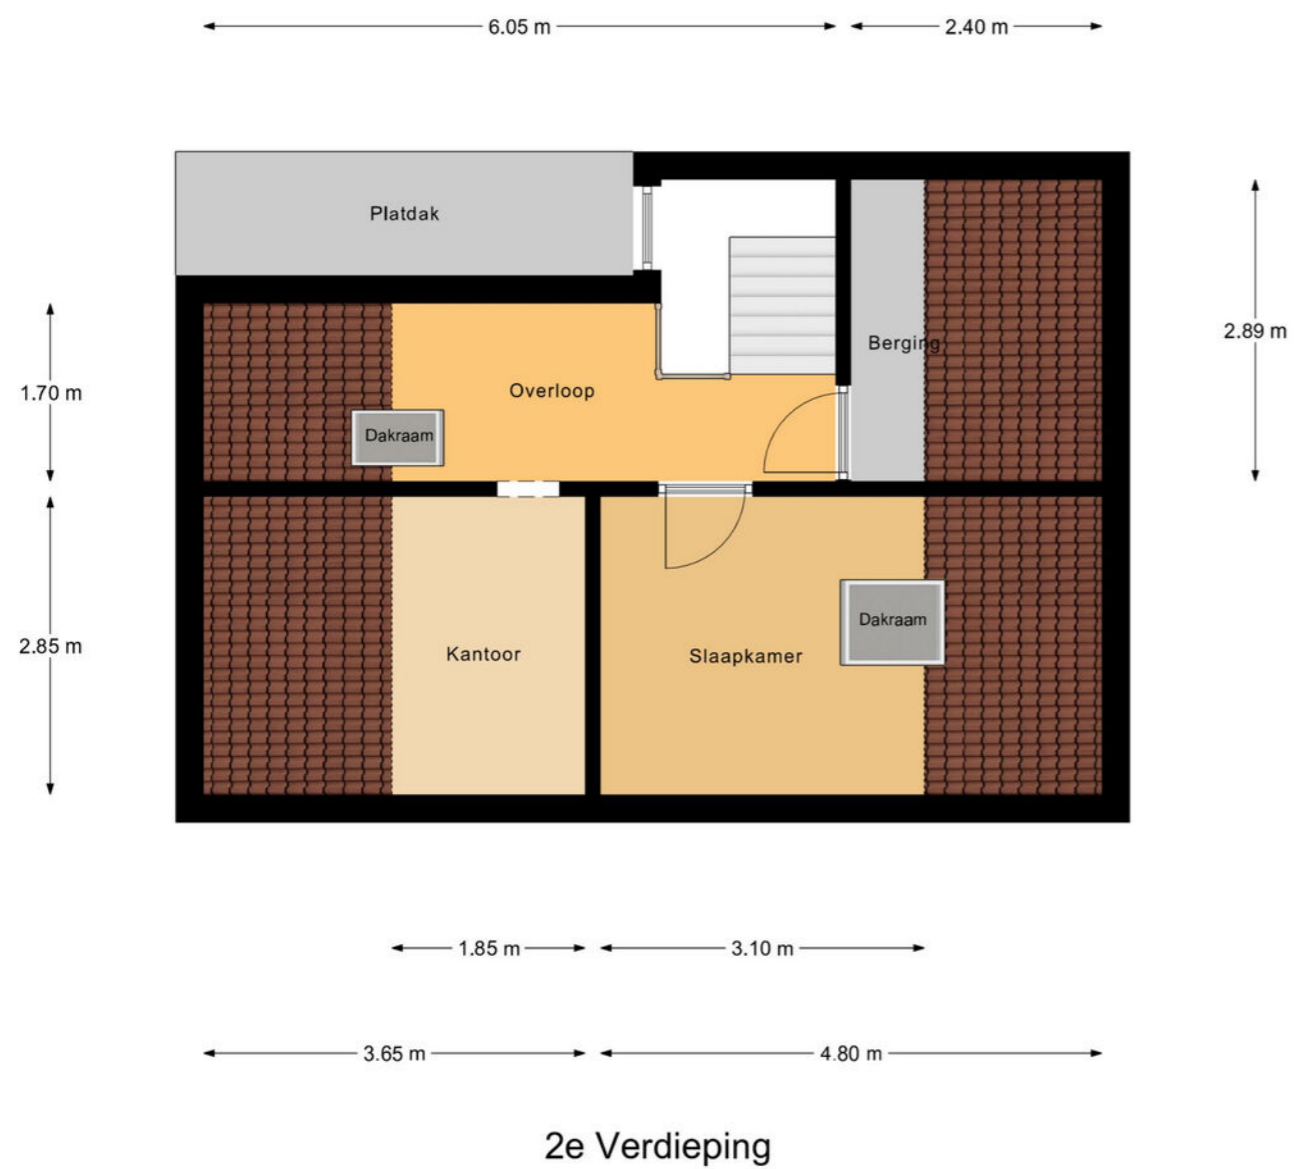 6.05 m
2.40 m
Platdak
2.89 m
Berging
1.70 m
Overloop
Dakraam
Dakraam
2.85 m
Kantoor
Slaapkamer
1.85 m
3.10 m
3.65 m
4.80 m
2e Verdieping